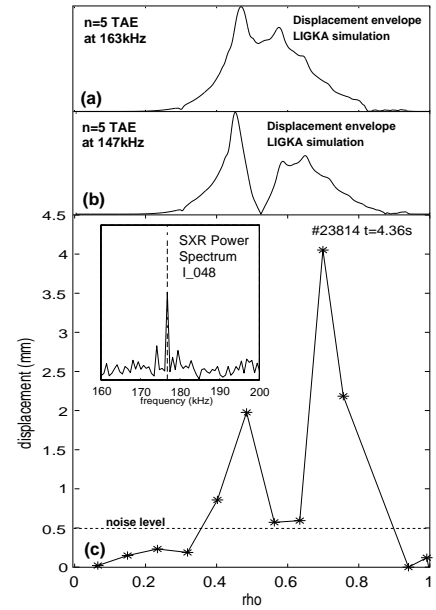 n=5 TAE
at 163kHz
Displacement envelope
LIGKA simulation
(a)
n=5 TAE
at 147kHz
Displacement envelope
LIGKA simulation
(b)
4.5
4
3.5
3
2.5
2
1.5
1
0.5
0
displacement (mm)
#23814 t=4.36s
SXR Power
Spectrum
I_048
160 170 180 190 200
frequency (kHz)
noise level
(c)
0 0.2 0.4 0.6 0.8 1
rho